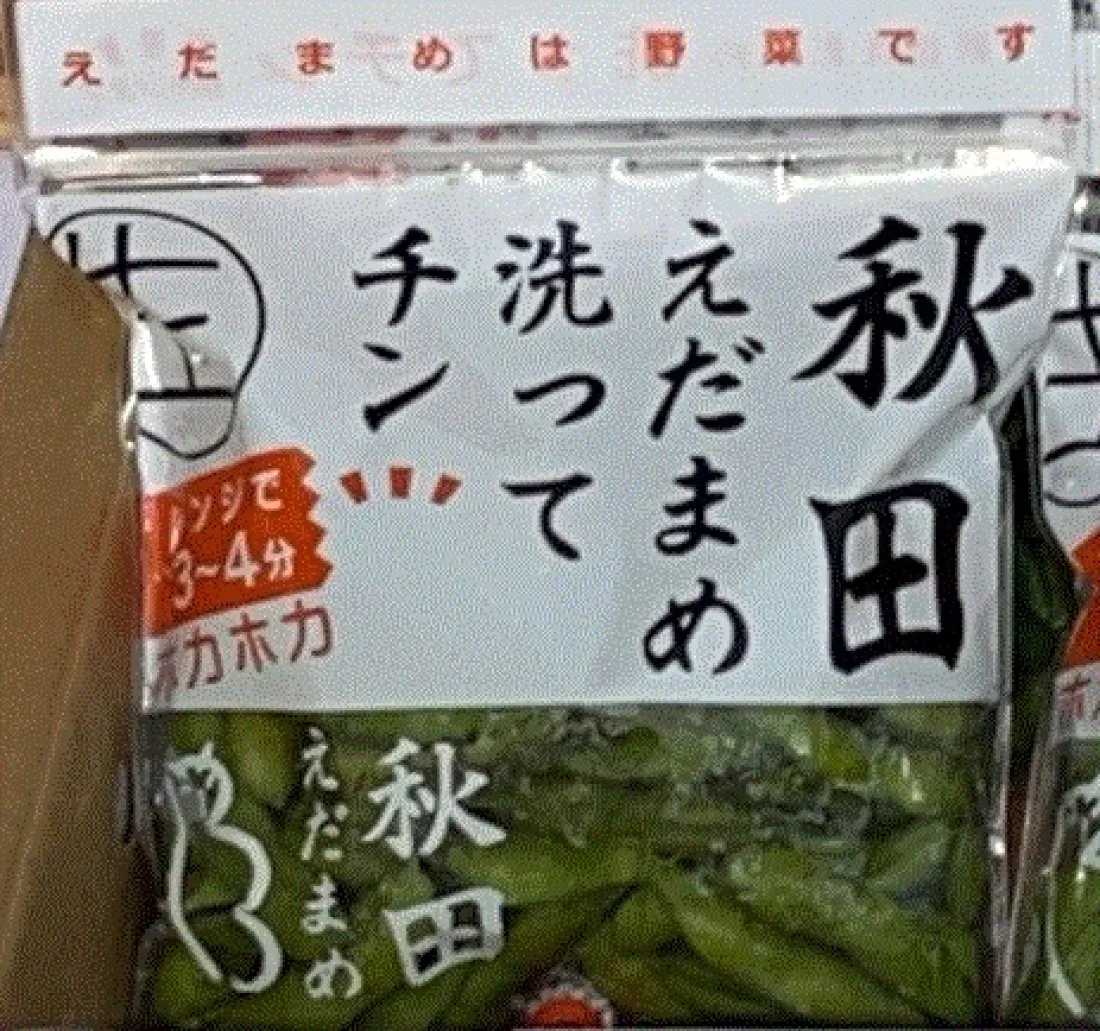 えだまめは野菜です
秋田
えだまめ
洗って
チン
レンジで
3~4分
ホカホカ
秋田
えだまめ